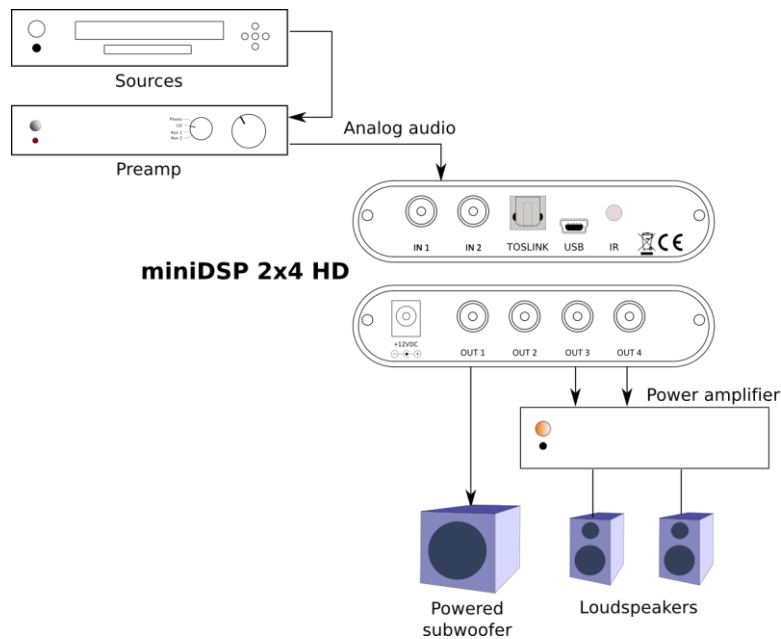 Sources
Phono
CD
Aux 1
Aux 2
Preamp
Analog audio
IN 1
IN 2
TOSLINK
USB
IR
CE
miniDSP 2x4 HD
+12VDC
OUT 1
OUT 2
OUT 3
OUT 4
Power amplifier
Powered
subwoofer
Loudspeakers